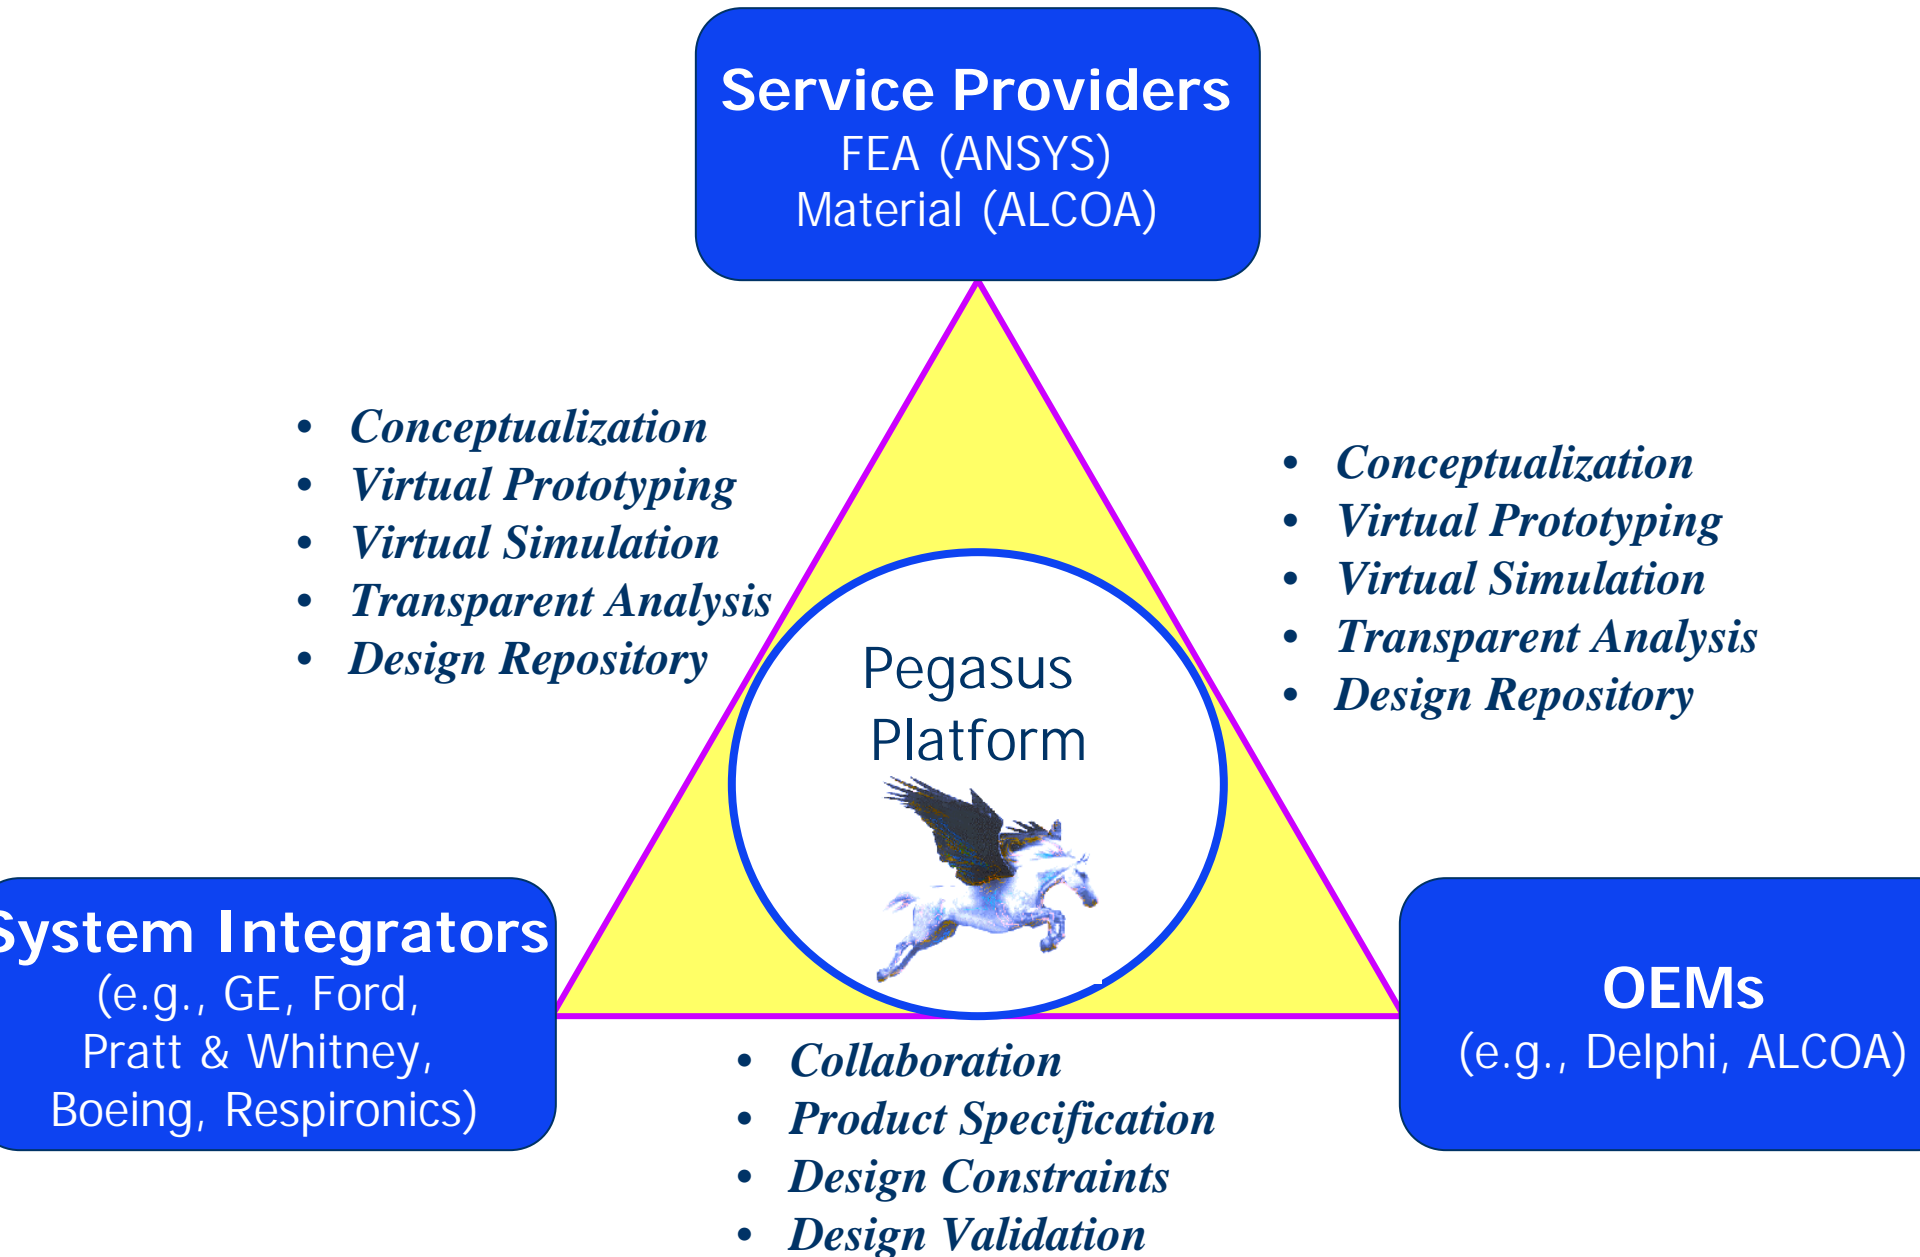 Service Providers
FEA (ANSYS)
Material (ALCOA)
• Conceptualization
• Virtual Prototyping
• Virtual Simulation
• Transparent Analysis
• Design Repository
• Conceptualization
• Virtual Prototyping
• Virtual Simulation
• Transparent Analysis
• Design Repository
Pegasus
Platform
System Integrators
(e.g., GE, Ford,
Pratt & Whitney,
Boeing, Respironics)
OEMs
(e.g., Delphi, ALCOA)
• Collaboration
• Product Specification
• Design Constraints
• Design Validation